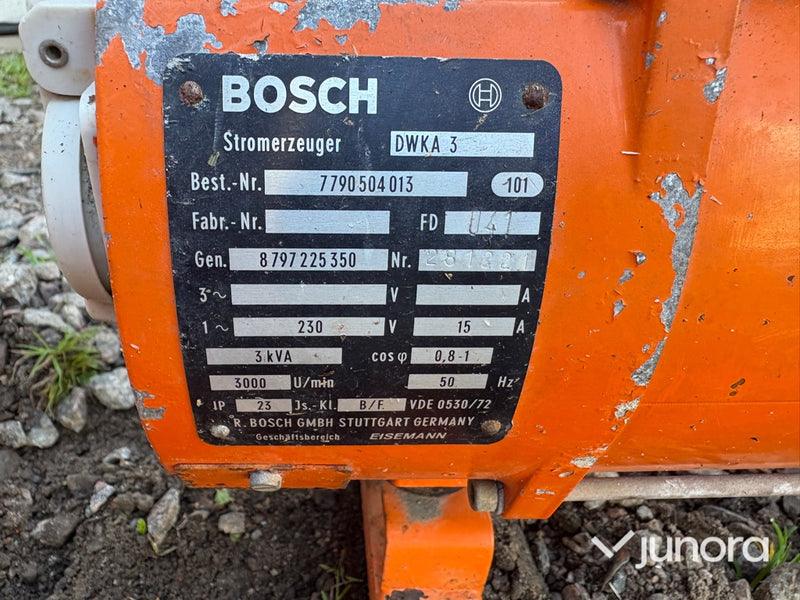 BOSCH
Stromerzeuger DWKA 3
Best.-Nr. 7790504013 101
Fabr.-Nr. FD 041
Gen. 8797225350 Nr.
3~ V A
1~ 230 V 15 A
3 kVA cos φ 0,8-1
3000 U/min 50 Hz
IP 23 Js.-Kl. B/F VDE 0530/72
R. BOSCH GMBH STUTTGART GERMANY
Geschäftsbereich EISEMANN
junora